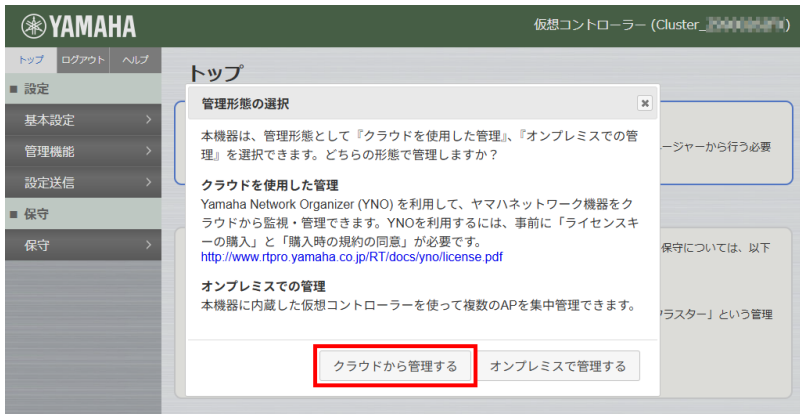 YAMAHA
仮想コントローラー (Cluster_ )
トップ ログアウト ヘルプ
■ 設定
基本設定
管理機能
設定送信
■ 保守
保守
トップ
ージャーから行う必要
保守については、以下
クラスター」という管理
管理形態の選択
本機器は、管理形態として『クラウドを使用した管理』、『オンプレミスでの管
理』を選択できます。どちらの形態で管理しますか？
クラウドを使用した管理
Yamaha Network Organizer (YNO) を利用して、ヤマハネットワーク機器をク
ラウドから監視・管理できます。YNOを利用するには、事前に「ライセンスキ
ーの購入」と「購入時の規約の同意」が必要です。
http://www.rtpro.yamaha.co.jp/RT/docs/yno/license.pdf
オンプレミスでの管理
本機器に内蔵した仮想コントローラーを使って複数のAPを集中管理できます。
クラウドから管理する オンプレミスで管理する